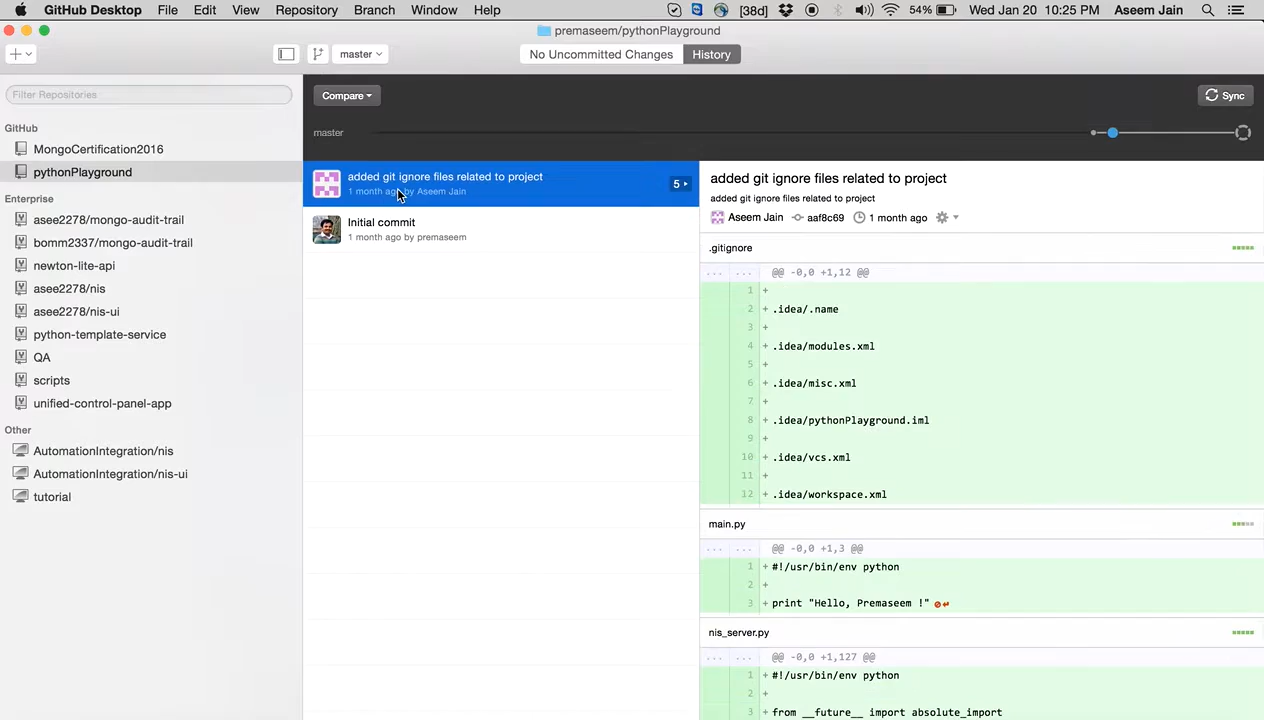 GitHub Desktop File Edit View Repository Branch Window Help [38d] 54% Wed Jan 20 10:25 PM Aseem Jain
premaseem/pythonPlayground
master No Uncommitted Changes History
Filter Repositories
Compare
Sync
master
GitHub
MongoCertification2016
pythonPlayground
Enterprise
asee2278/mongo-audit-trail
bomm2337/mongo-audit-trail
newton-lite-api
asee2278/nis
asee2278/nis-ui
python-template-service
QA
scripts
unified-control-panel-app
Other
AutomationIntegration/nis
AutomationIntegration/nis-ui
tutorial
added git ignore files related to project
1 month ago by Aseem Jain
5
Initial commit
1 month ago by premaseem
added git ignore files related to project
added git ignore files related to project
Aseem Jain aaf8c69 1 month ago
.gitignore
... ... @@ -0,0 +1,12 @@
1 +
2 + .idea/.name
3 +
4 + .idea/modules.xml
5 +
6 + .idea/misc.xml
7 +
8 + .idea/pythonPlayground.iml
9 +
10 + .idea/vcs.xml
11 +
12 + .idea/workspace.xml
main.py
... ... @@ -0,0 +1,3 @@
1 + #!/usr/bin/env python
2 +
3 + print "Hello, Premaseem !"
nis_server.py
... ... @@ -0,0 +1,127 @@
1 + #!/usr/bin/env python
2 +
3 + from __future__ import absolute_import